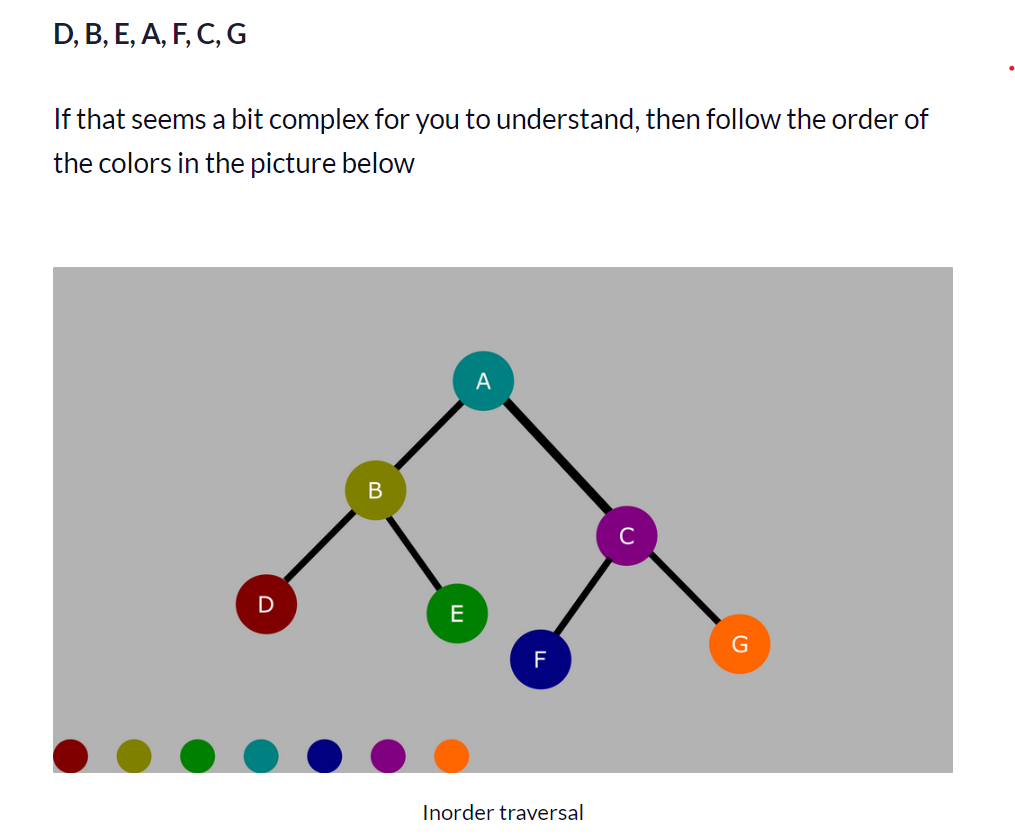 D, B, E, A, F, C, G
If that seems a bit complex for you to understand, then follow the order of
the colors in the picture below
A
B
C
D
E
F
G
Inorder traversal